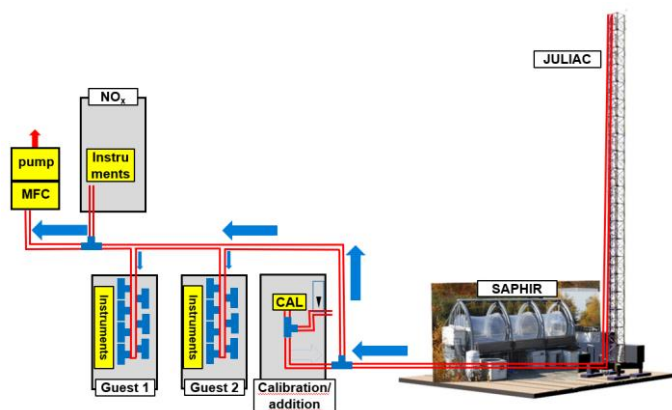 JULIAC
NOₓ
Instru
ments
pump
MFC
SAPHIR
CAL
Instruments
Instruments
Guest 1
Guest 2
Calibration/
addition